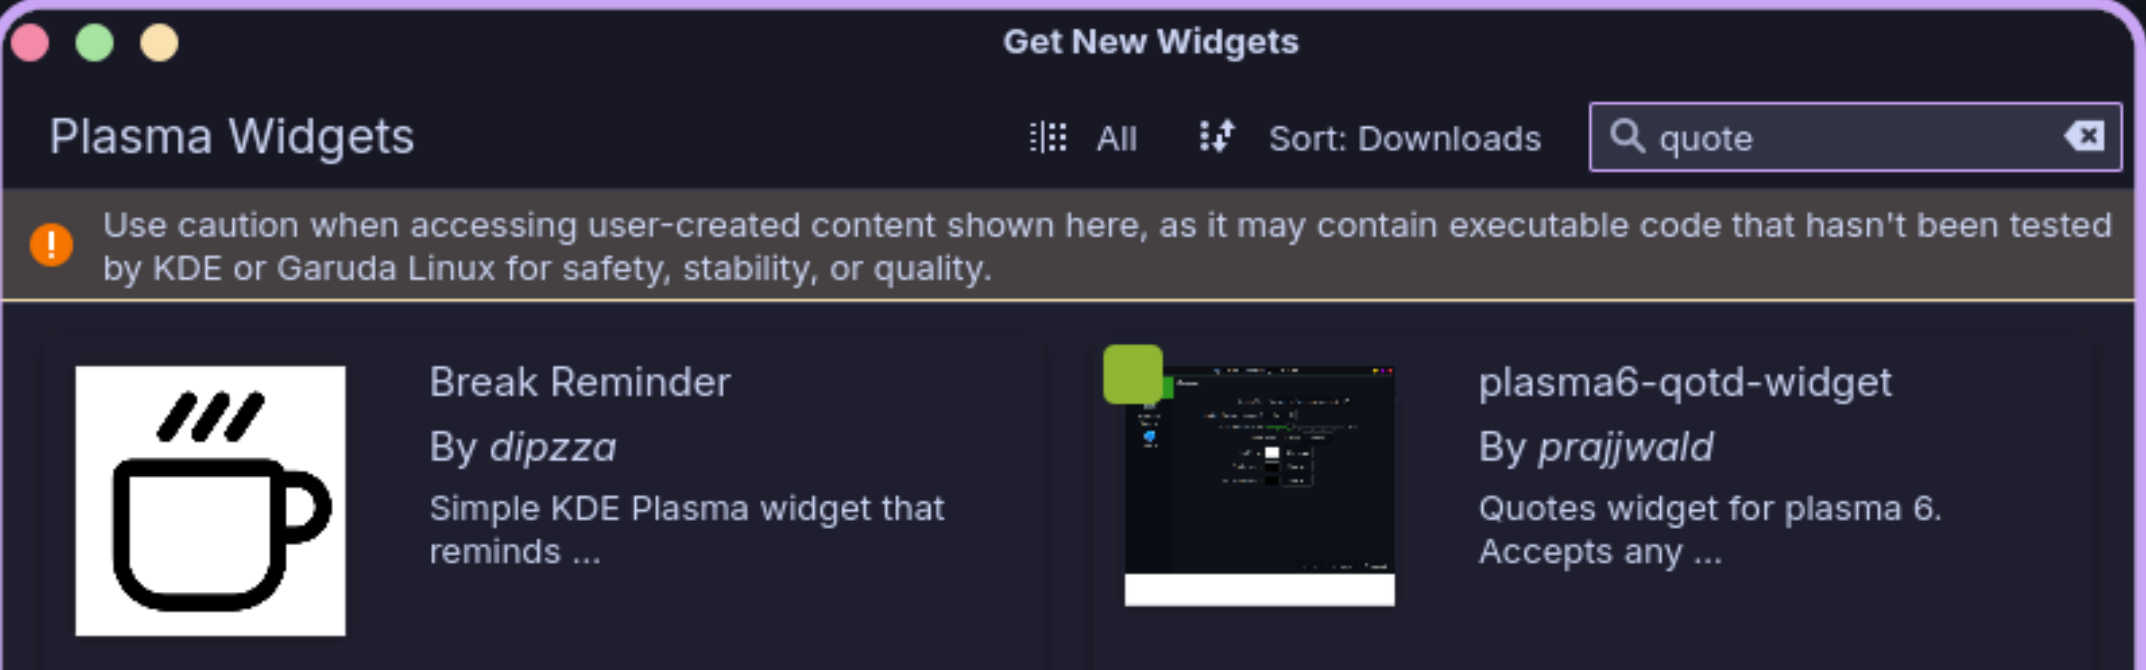 Get New Widgets
Plasma Widgets
All
Sort: Downloads
quote
Use caution when accessing user-created content shown here, as it may contain executable code that hasn't been tested
by KDE or Garuda Linux for safety, stability, or quality.
Break Reminder
By dipzza
Simple KDE Plasma widget that
reminds ...
plasma6-qotd-widget
By prajjwald
Quotes widget for plasma 6.
Accepts any ...